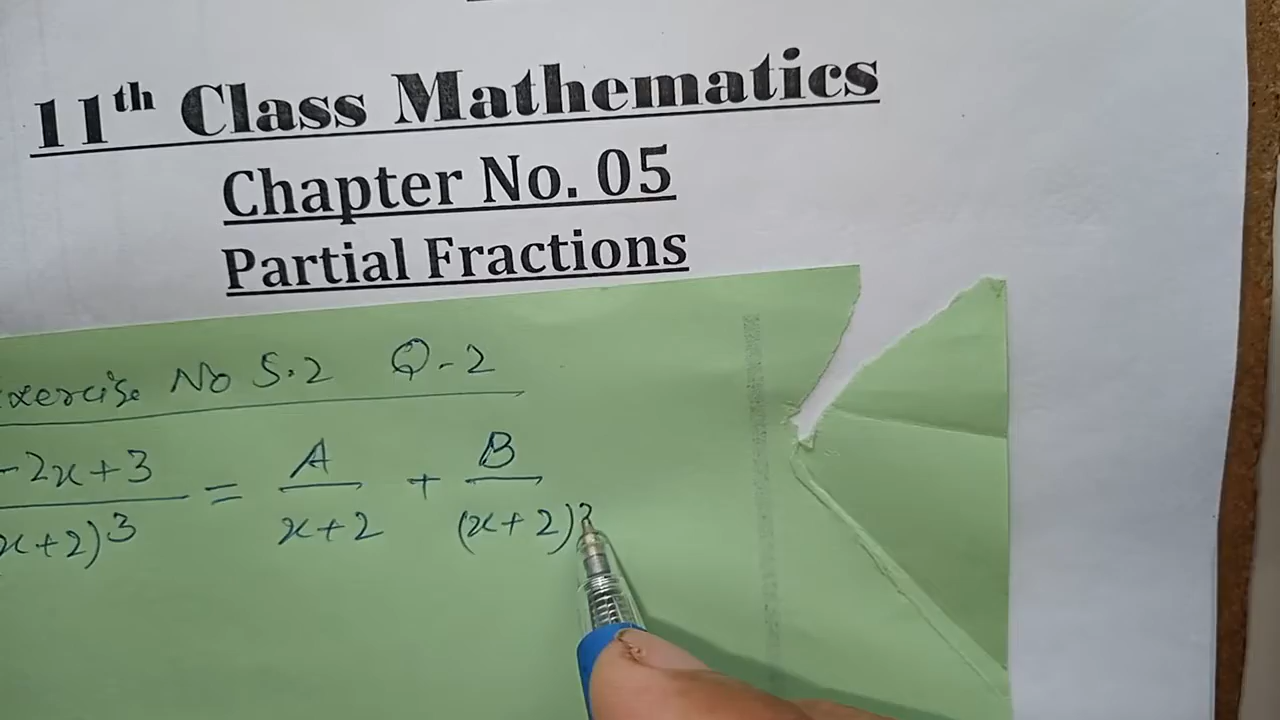 11th Class Mathematics
Chapter No. 05
Partial Fractions
Exercise No 5.2 Q-2
-2x+3 = A + B
x+2)^3 x+2 (x+2)^2